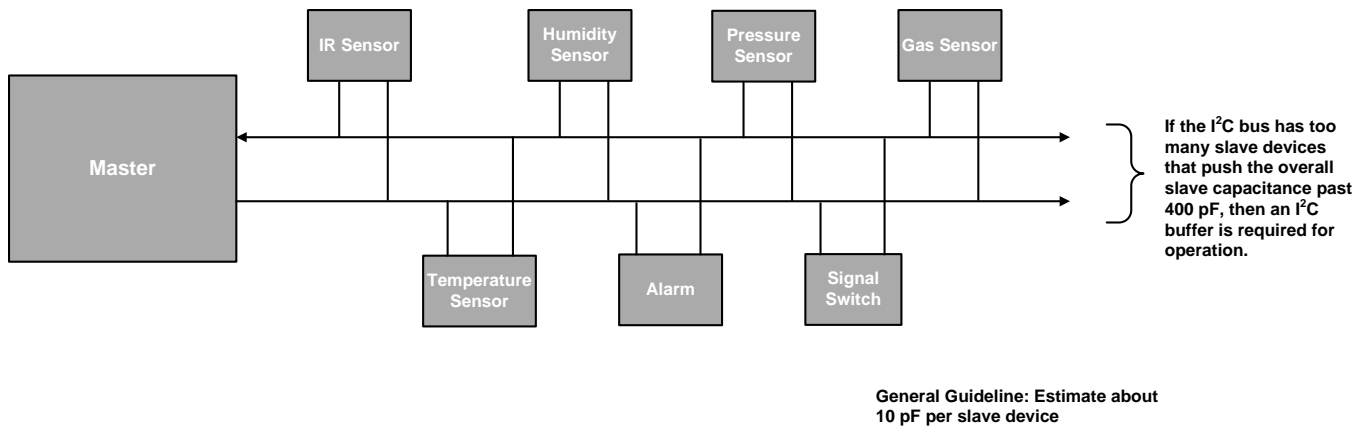 IR Sensor
Humidity
Sensor
Pressure
Sensor
Gas Sensor
Master
If the I²C bus has too
many slave devices
that push the overall
slave capacitance past
400 pF, then an I²C
buffer is required for
operation.
Temperature
Sensor
Alarm
Signal
Switch
General Guideline: Estimate about
10 pF per slave device